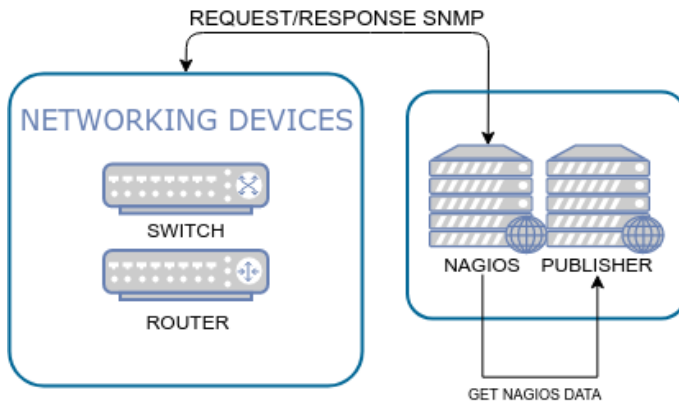 REQUEST/RESPONSE SNMP
NETWORKING DEVICES
SWITCH
ROUTER
NAGIOS
PUBLISHER
GET NAGIOS DATA